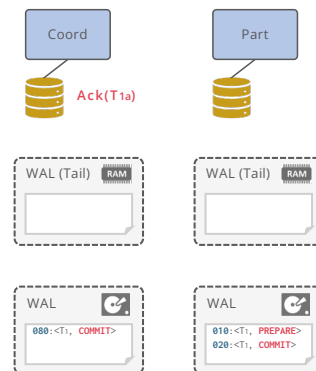 Coord
Part
Ack(T1a)
WAL (Tail) RAM
WAL (Tail) RAM
WAL
080:<T1, COMMIT>
WAL
010:<T1, PREPARE>
020:<T1, COMMIT>